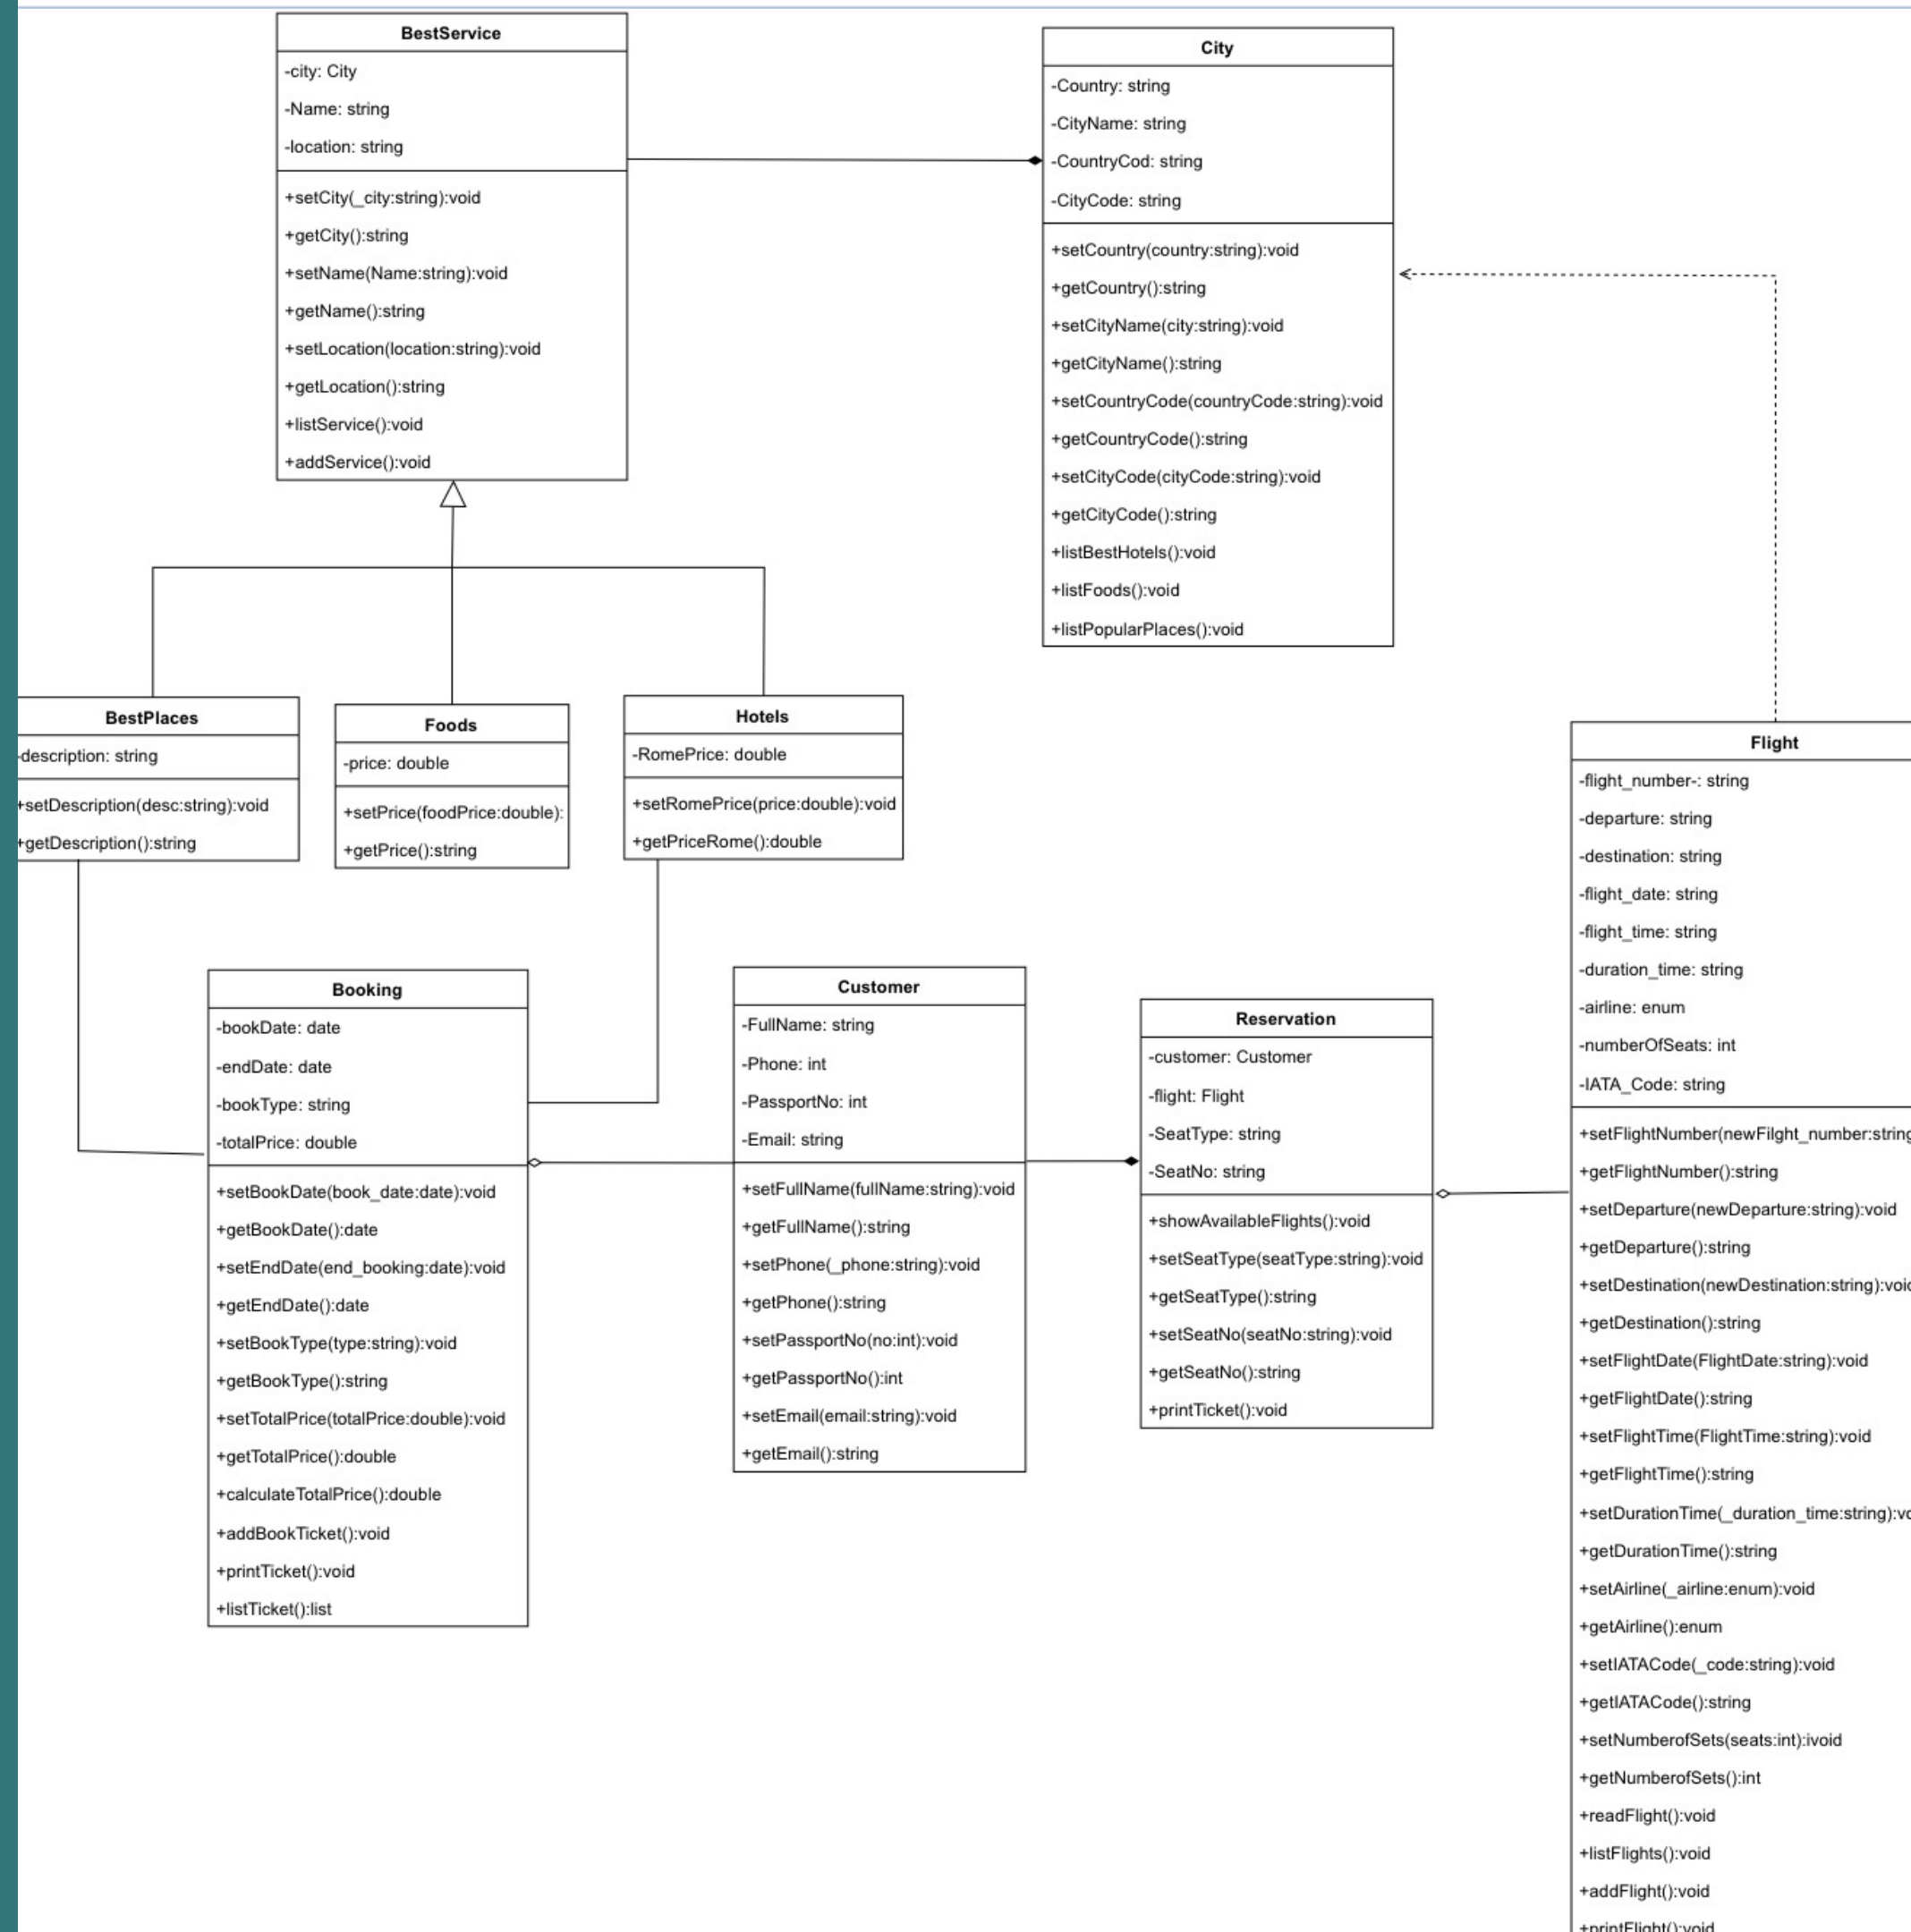 BestService
-city: City
-Name: string
-location: string
+setCity(_city:string):void
+getCity():string
+setName(Name:string):void
+getName():string
+setLocation(location:string):void
+getLocation():string
+listService():void
+addService():void
City
-Country: string
-CityName: string
-CountryCod: string
-CityCode: string
+setCountry(country:string):void
+getCountry():string
+setCityName(city:string):void
+getCityName():string
+setCountryCode(countryCode:string):void
+getCountryCode():string
+setCityCode(cityCode:string):void
+getCityCode():string
+listBestHotels():void
+listFoods():void
+listPopularPlaces():void
BestPlaces
-description: string
+setDescription(desc:string):void
+getDescription():string
Foods
-price: double
+setPrice(foodPrice:double):
+getPrice():string
Hotels
-RomePrice: double
+setRomePrice(price:double):void
+getPriceRome():double
Booking
-bookDate: date
-endDate: date
-bookType: string
-totalPrice: double
+setBookDate(book_date:date):void
+getBookDate():date
+setEndDate(end_booking:date):void
+getEndDate():date
+setBookType(type:string):void
+getBookType():string
+setTotalPrice(totalPrice:double):void
+getTotalPrice():double
+calculateTotalPrice():double
+addBookTicket():void
+printTicket():void
+listTicket():list
Customer
-FullName: string
-Phone: int
-PassportNo: int
-Email: string
+setFullName(fullName:string):void
+getFullName():string
+setPhone(_phone:string):void
+getPhone():string
+setPassportNo(no:int):void
+getPassportNo():int
+setEmail(email:string):void
+getEmail():string
Reservation
-customer: Customer
-flight: Flight
-SeatType: string
-SeatNo: string
+showAvailableFlights():void
+setSeatType(seatType:string):void
+getSeatType():string
+setSeatNo(seatNo:string):void
+getSeatNo():string
+printTicket():void
Flight
-flight_number-: string
-departure: string
-destination: string
-flight_date: string
-flight_time: string
-duration_time: string
-airline: enum
-numberOfSeats: int
-IATA_Code: string
+setFlightNumber(newFilght_number:string
+getFlightNumber():string
+setDeparture(newDeparture:string):void
+getDeparture():string
+setDestination(newDestination:string):void
+getDestination():string
+setFlightDate(FlightDate:string):void
+getFlightDate():string
+setFlightTime(FlightTime:string):void
+getFlightTime():string
+setDurationTime(_duration_time:string):vo
+getDurationTime():string
+setAirline(_airline:enum):void
+getAirline():enum
+setIATACode(_code:string):void
+getIATACode():string
+setNumberofSets(seats:int):ivoid
+getNumberofSets():int
+readFlight():void
+listFlights():void
+addFlight():void
+printFlight():void